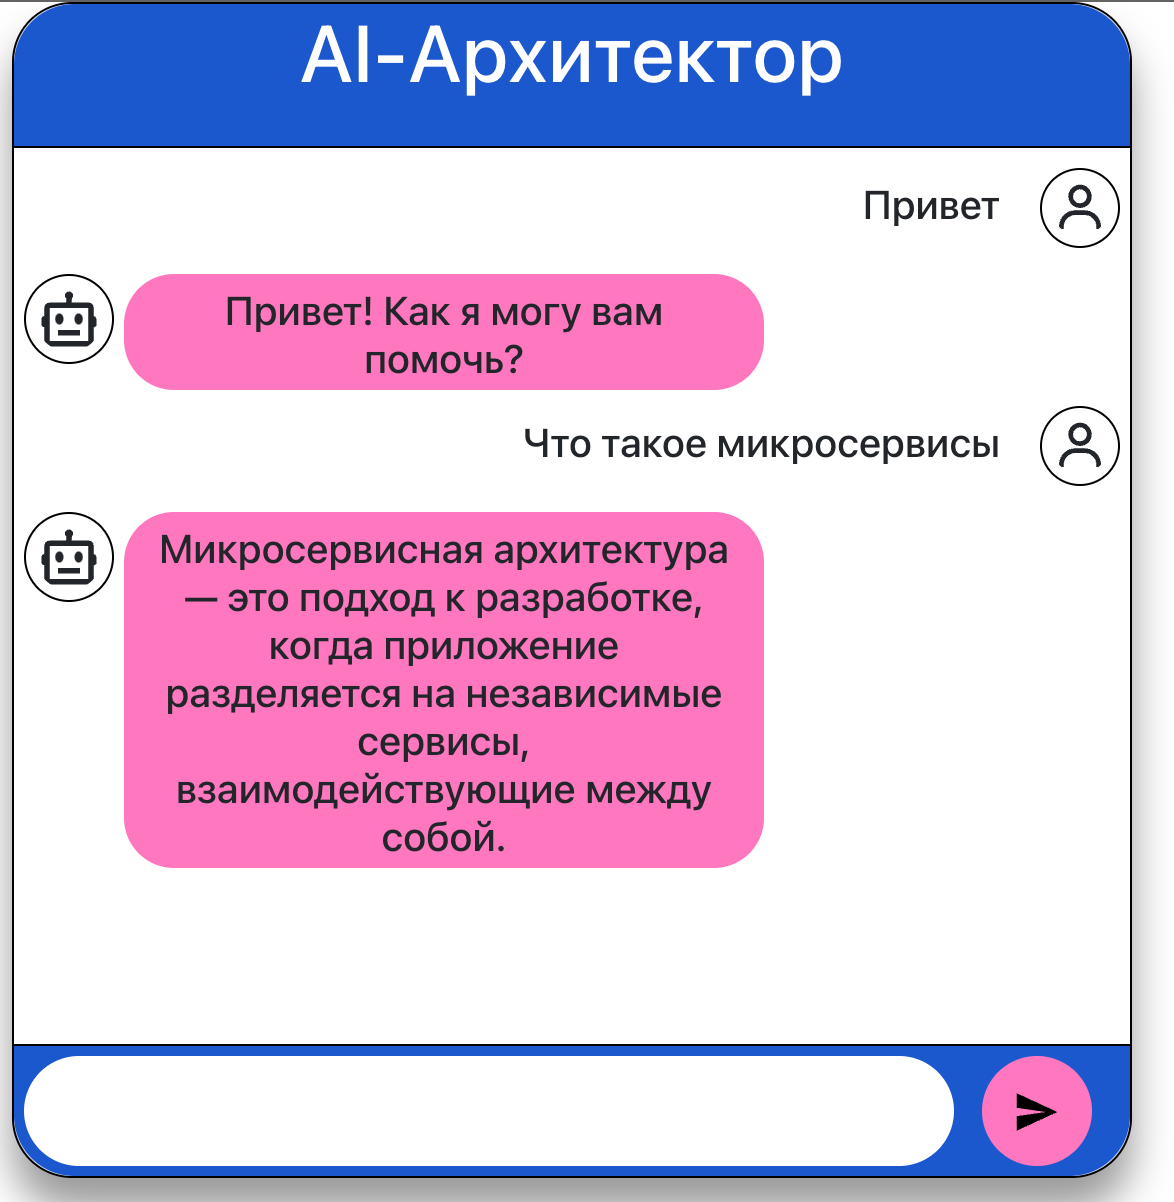 AI-Архитектор
Привет
Привет! Как я могу вам
помочь?
Что такое микросервисы
Микросервисная архитектура
— это подход к разработке,
когда приложение
разделяется на независимые
сервисы,
взаимодействующие между
собой.